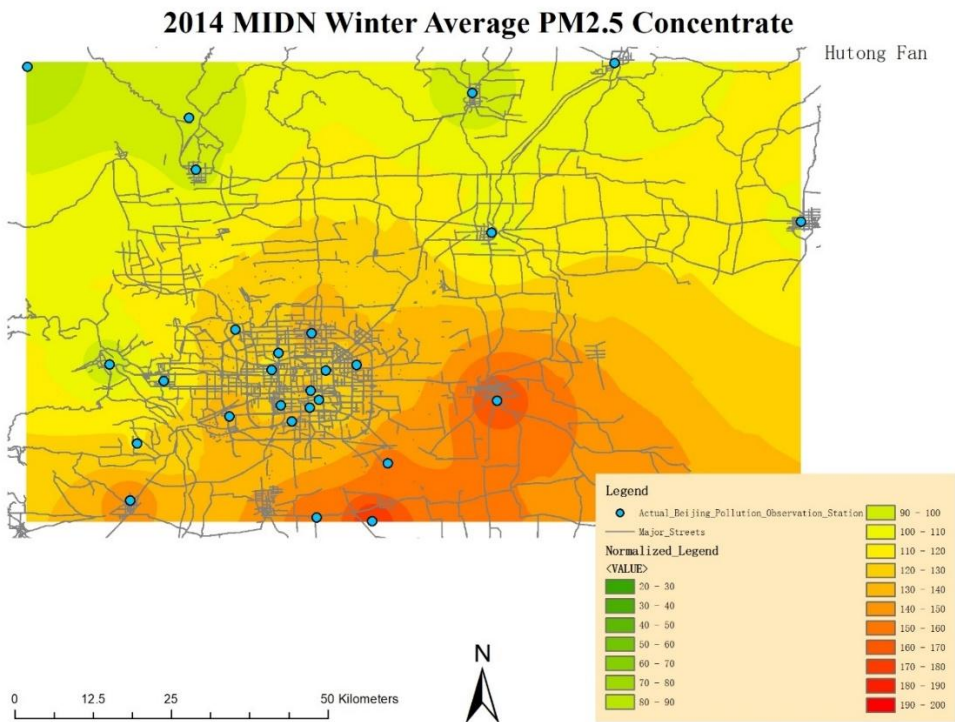 2014 MIDN Winter Average PM2.5 Concentrate
Hutong Fan
Legend
Actual_Beijing_Pollution_Observation_Station
Major_Streets
Normalized_Legend
<VALUE>
20 - 30
30 - 40
40 - 50
50 - 60
60 - 70
70 - 80
80 - 90
90 - 100
100 - 110
110 - 120
120 - 130
130 - 140
140 - 150
150 - 160
160 - 170
170 - 180
180 - 190
190 - 200
N
0 12.5 25 50 Kilometers